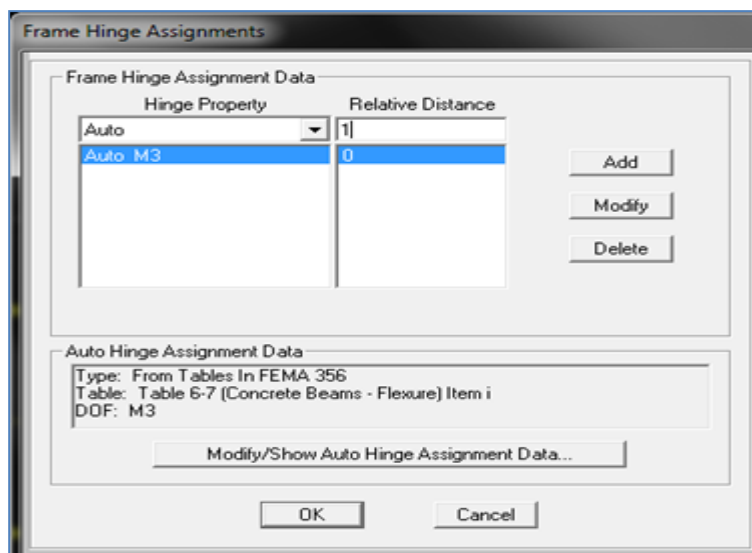 Frame Hinge Assignments
Frame Hinge Assignment Data
Hinge Property Relative Distance
Auto 1
Auto M3 0
Add
Modify
Delete
Auto Hinge Assignment Data
Type: From Tables In FEMA 356
Table: Table 6-7 (Concrete Beams - Flexure) Item i
DOF: M3
Modify/Show Auto Hinge Assignment Data...
OK Cancel